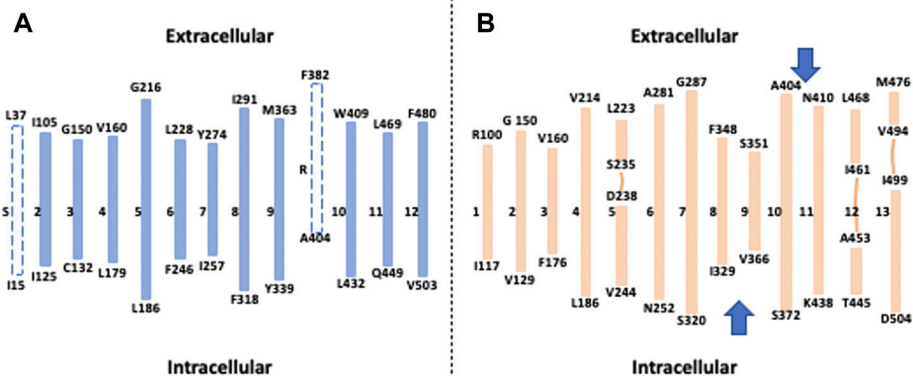 A
B
Extracellular
Extracellular
F382
G216
I291
M363
L37
I105
G150
V160
L228
Y274
W409
L469
F480
R
S
2
3
4
5
6
7
8
9
10
11
12
A404
I15
I125
C132
L179
F246
I257
L432
Q449
V503
Y339
F318
L186
Intracellular
G287
A281
A404
N410
L468
M476
V214
L223
R100
G 150
V160
F348
S351
V494
S235
I461
I499
D238
1
2
3
4
5
6
7
8
9
10
11
12
13
A453
I117
V129
F176
V244
I329
V366
L186
N252
S320
S372
K438
T445
D504
Intracellular